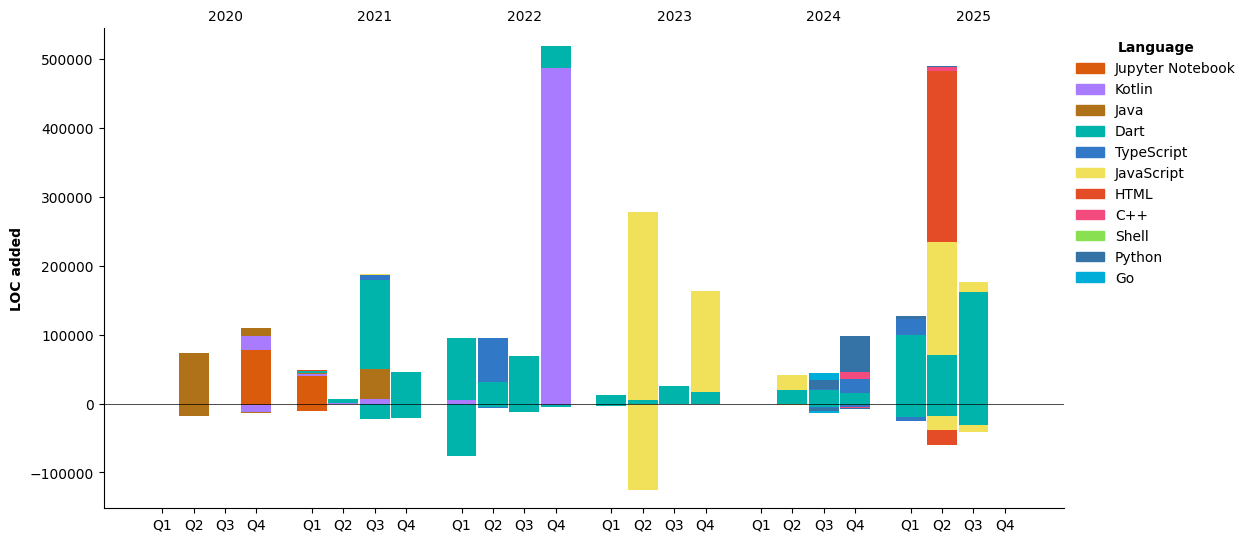 2020 2021 2022 2023 2024 2025
Language
Jupyter Notebook
Kotlin
Java
Dart
TypeScript
JavaScript
HTML
C++
Shell
Python
Go
LOC added
500000
400000
300000
200000
100000
0
−100000
Q1 Q2 Q3 Q4 Q1 Q2 Q3 Q4 Q1 Q2 Q3 Q4 Q1 Q2 Q3 Q4 Q1 Q2 Q3 Q4 Q1 Q2 Q3 Q4